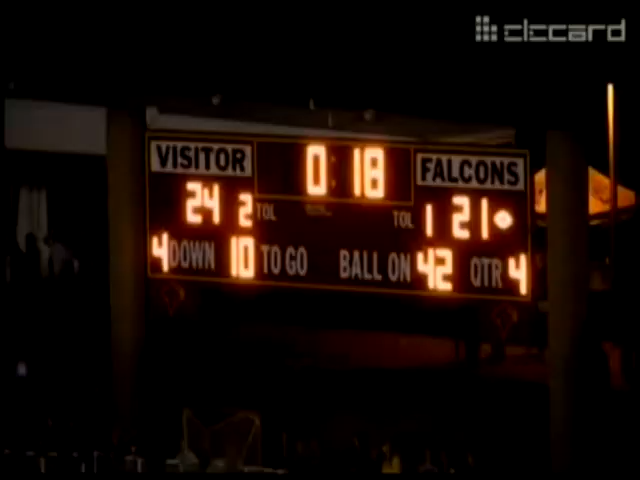 clccard
VISITOR 0:18 FALCONS
24 2 TOL TOL 1 21
4 DOWN 10 TO GO BALL ON 42 QTR 4